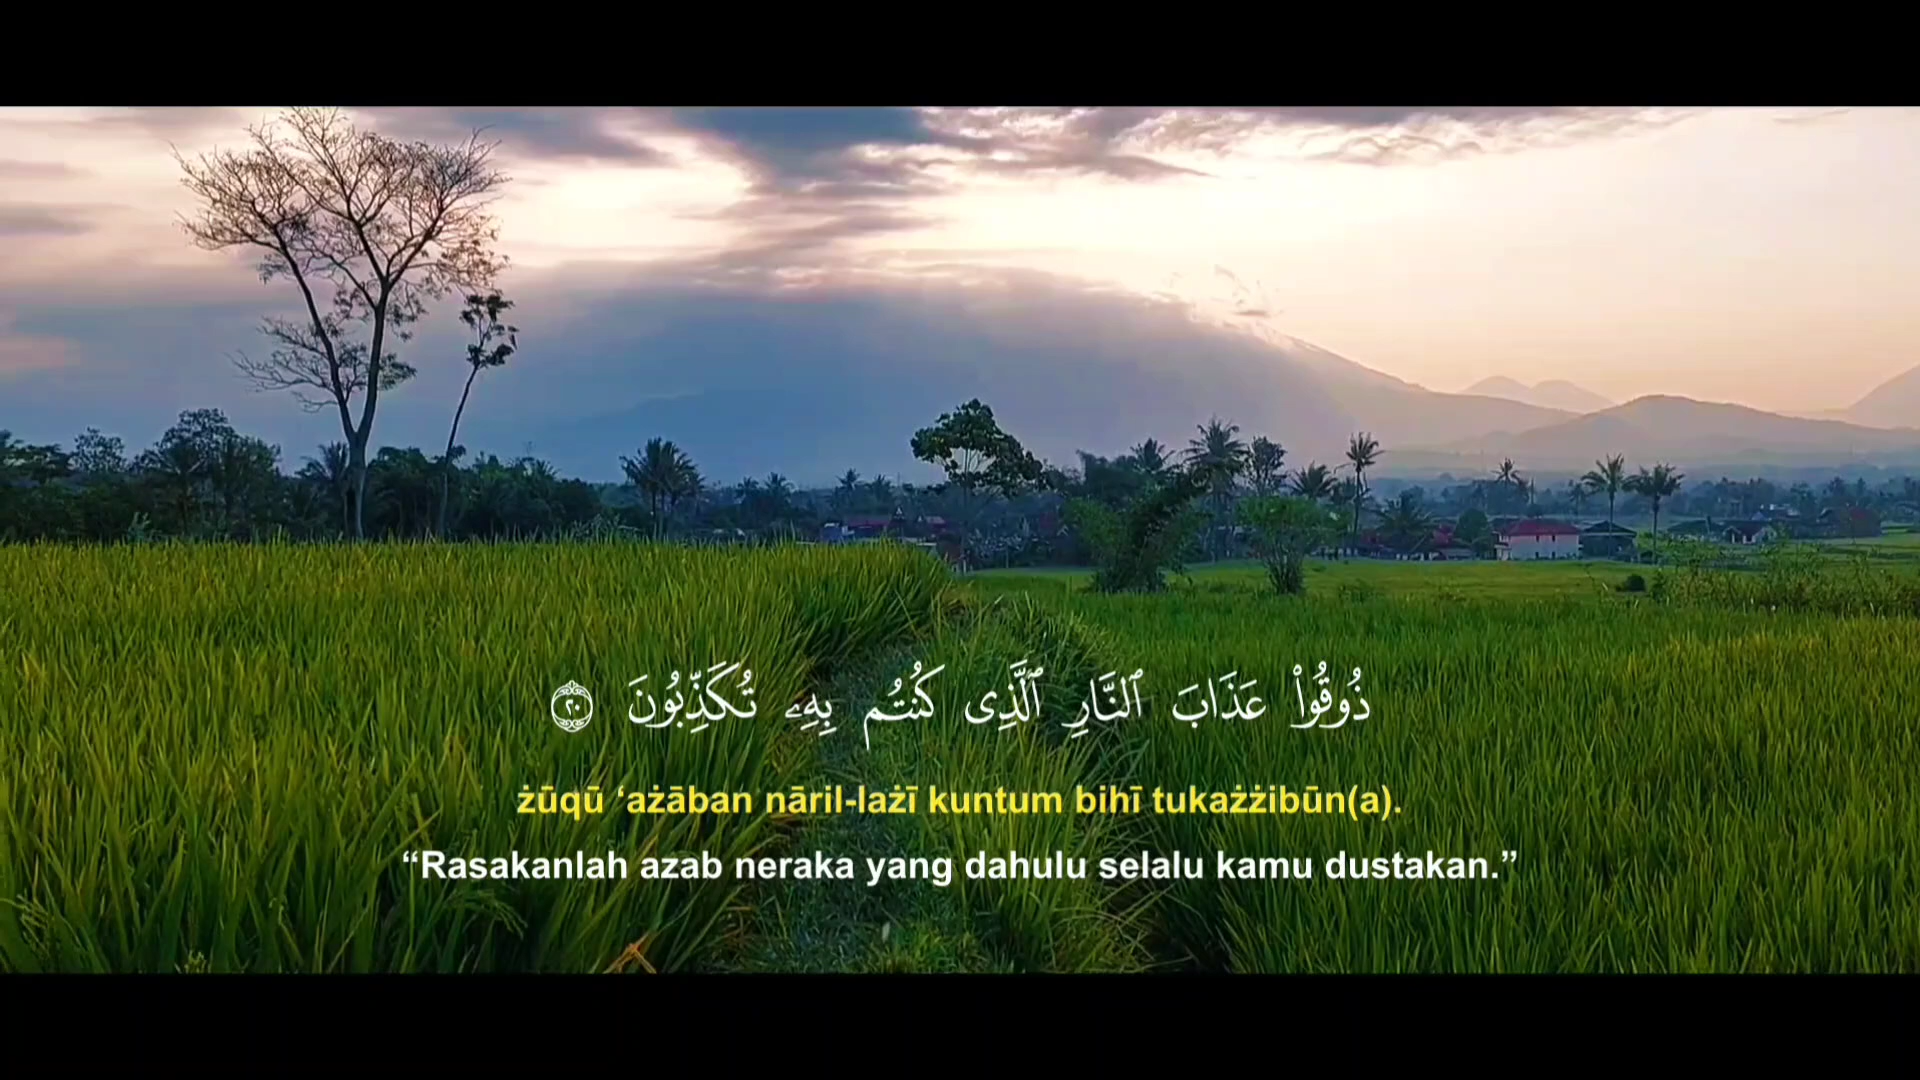 ذُوقُوا۟ عَذَابَ ٱلنَّارِ ٱلَّذِى كُنتُم بِهِۦ تُكَذِّبُونَ ۝٢٠
żūqū ‘ażāban nāril-lażī kuntum bihī tukażżibūn(a).
“Rasakanlah azab neraka yang dahulu selalu kamu dustakan.”